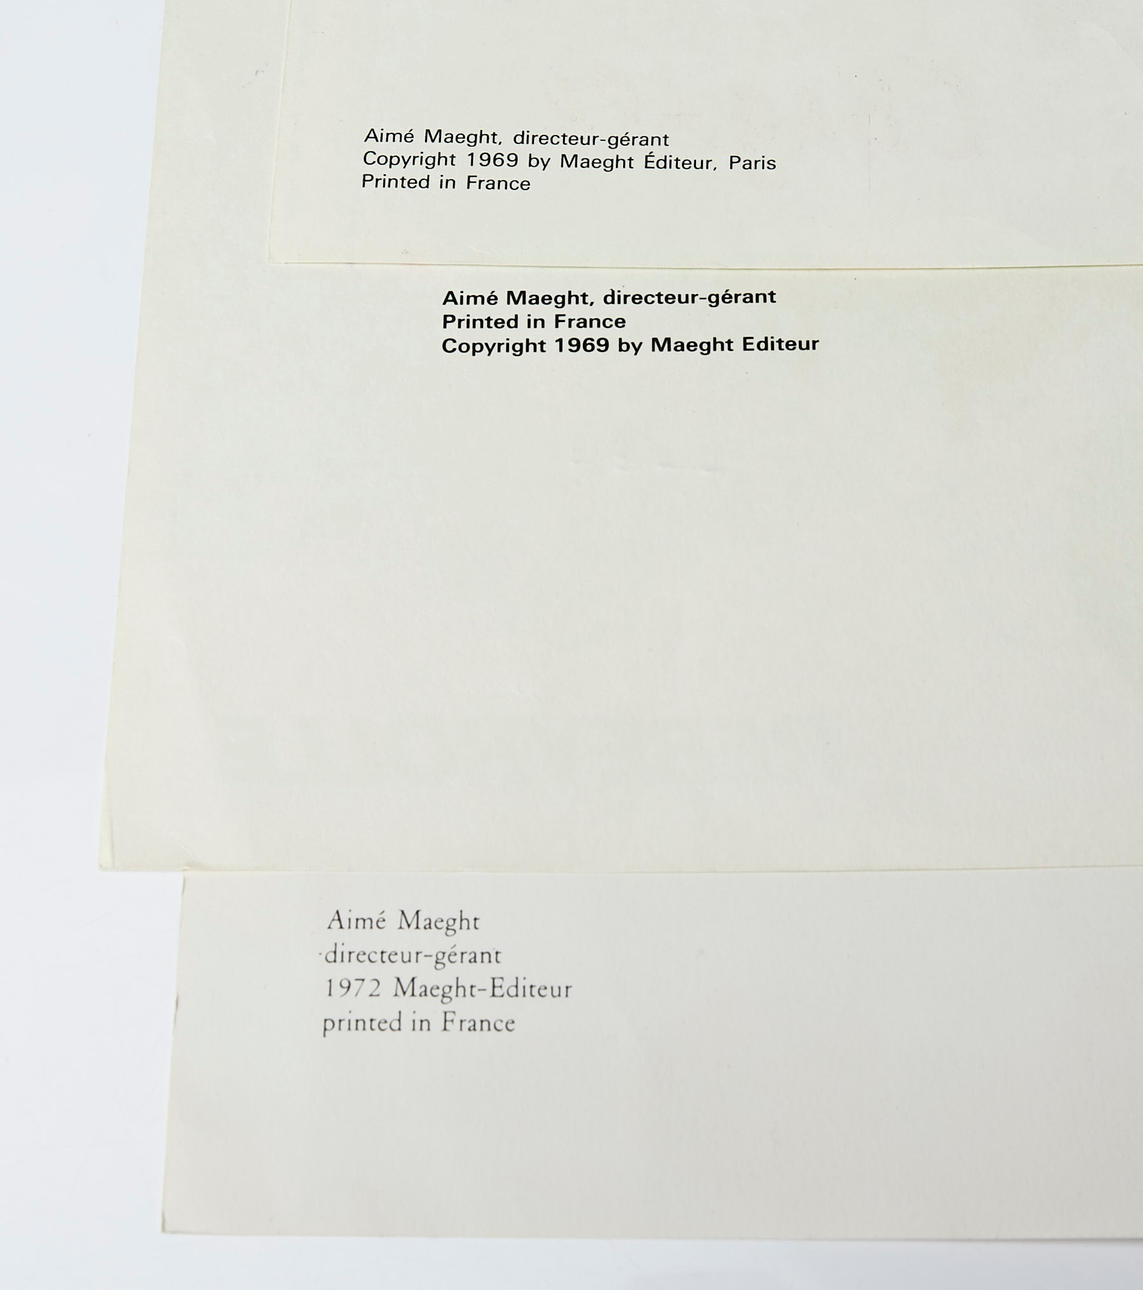 Aimé Maeght, directeur-gérant
Copyright 1969 by Maeght Éditeur, Paris
Printed in France
Aimé Maeght, directeur-gérant
Printed in France
Copyright 1969 by Maeght Editeur
Aimé Maeght
directeur-gérant
1972 Maeght-Editeur
printed in France